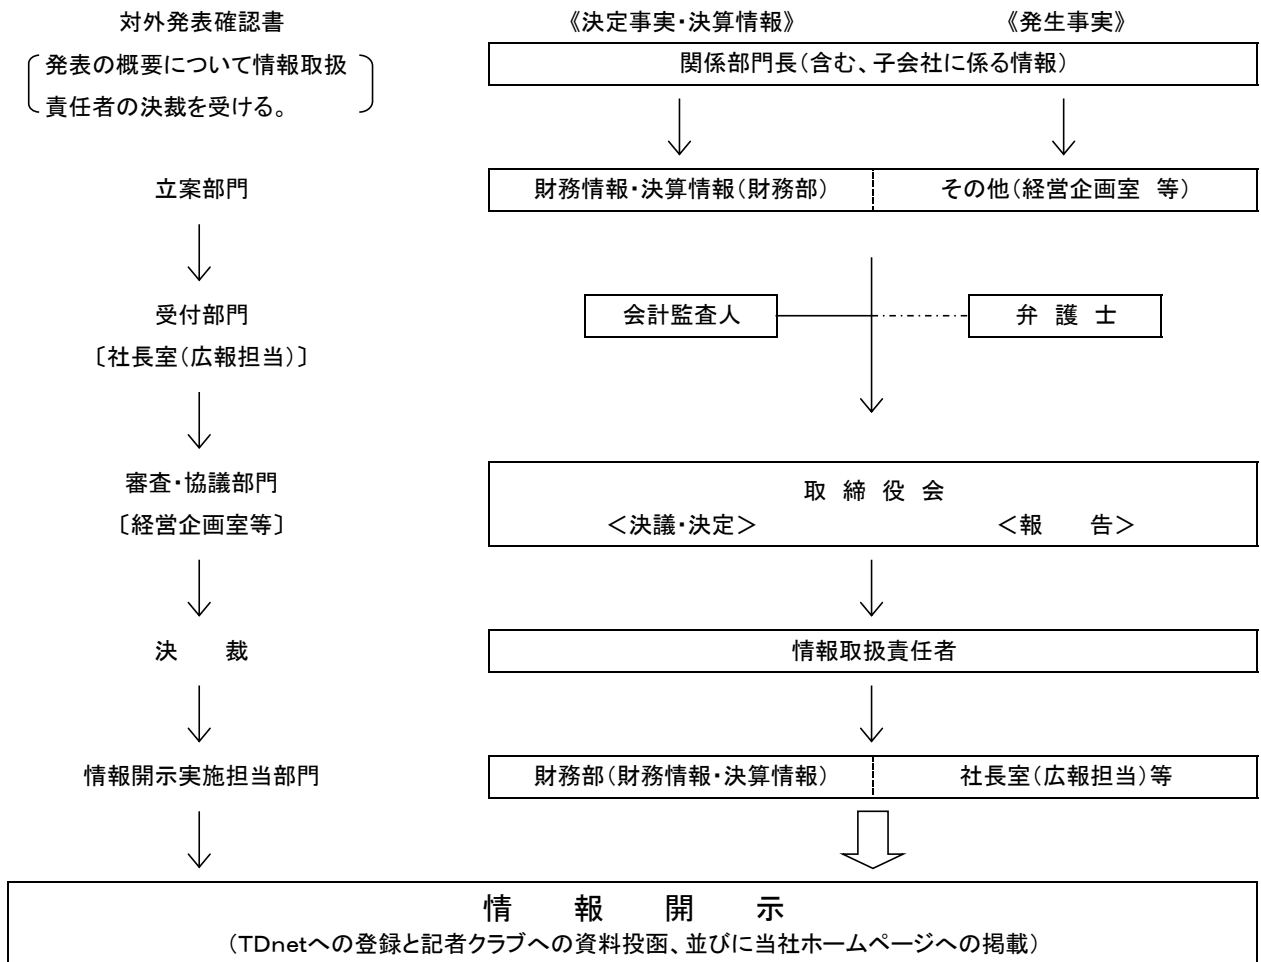 対外発表確認書
《決定事実・決算情報》
《発生事実》
発表の概要について情報取扱
責任者の決裁を受ける。
関係部門長（含む、子会社に係る情報）
立案部門
財務情報・決算情報（財務部）
その他（経営企画室　等）
受付部門
〔社長室（広報担当）〕
会計監査人
弁　護　士
審査・協議部門
〔経営企画室等〕
取　締　役　会
＜決議・決定＞
＜報　　告＞
決　　裁
情報取扱責任者
情報開示実施担当部門
財務部（財務情報・決算情報）
社長室（広報担当）等
情　　報　　開　　示
（TDnetへの登録と記者クラブへの資料投函、並びに当社ホームページへの掲載）